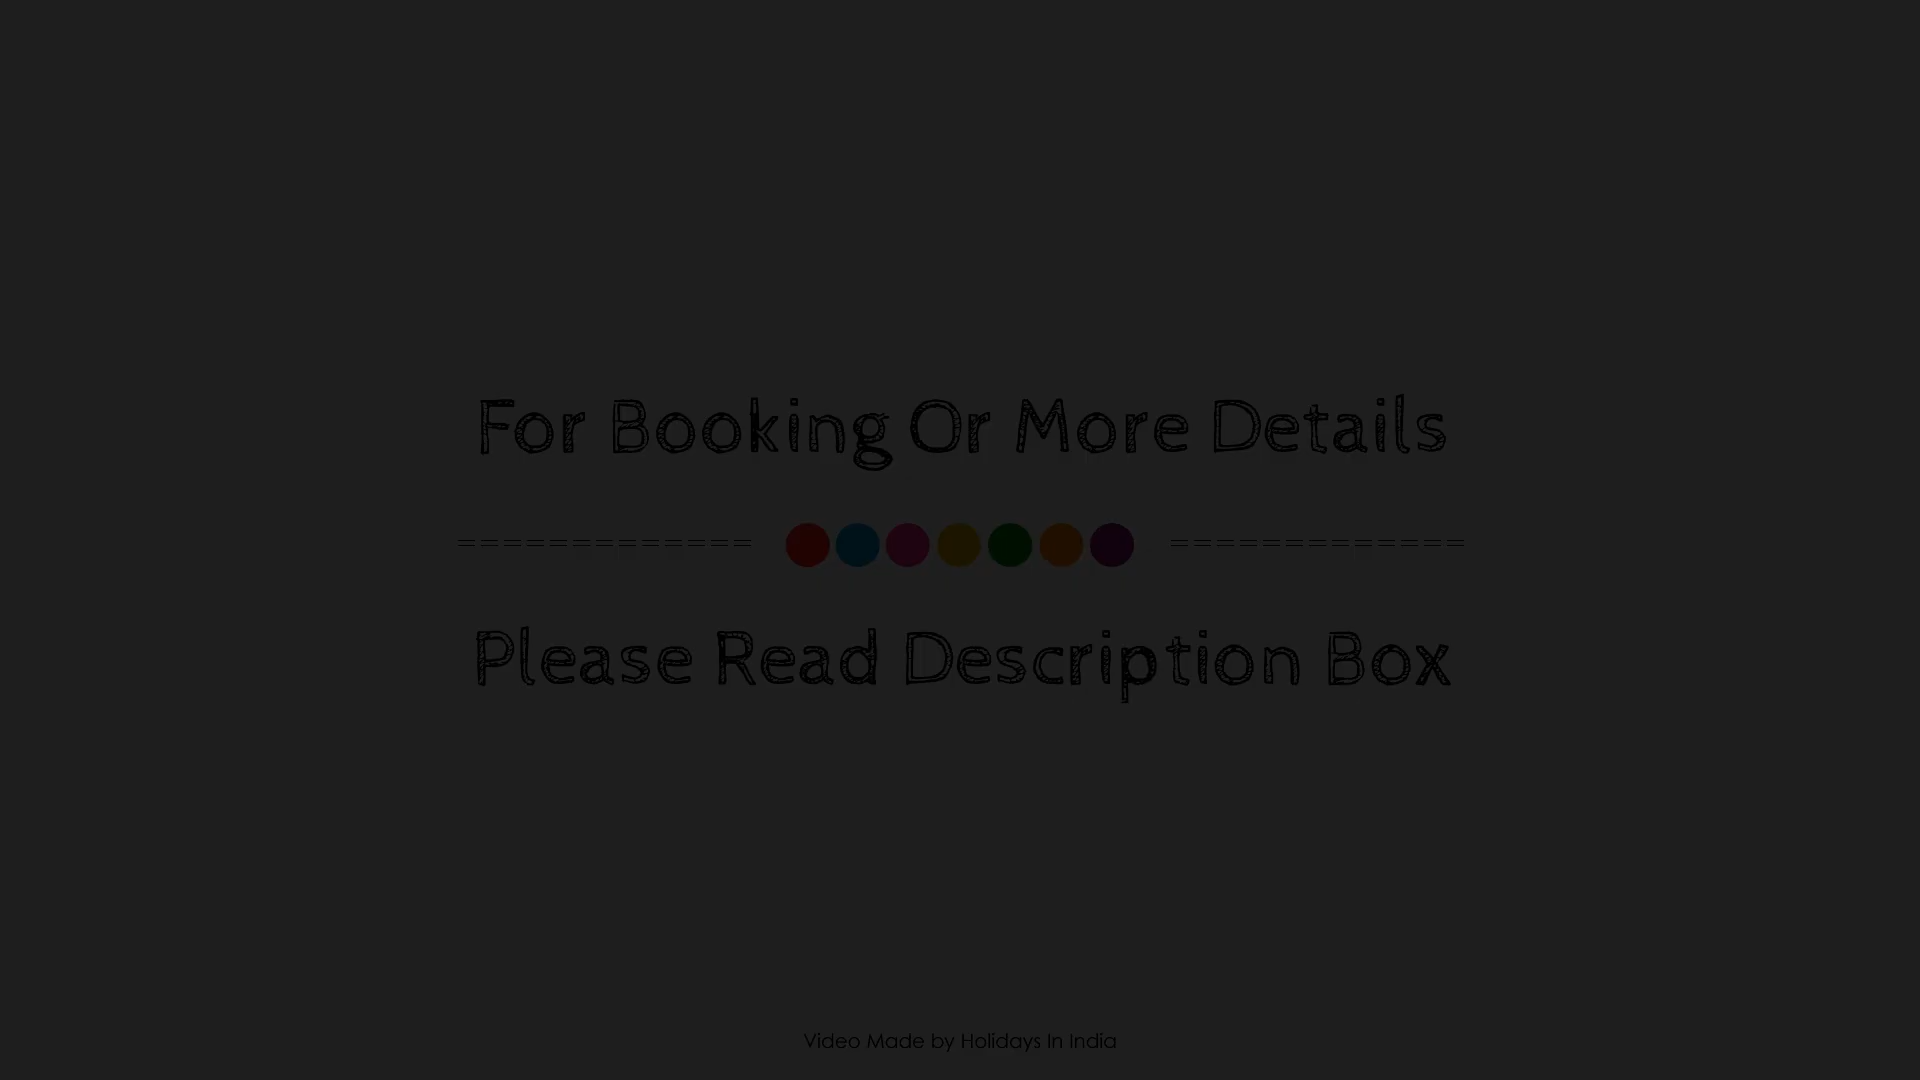 For Booking Or More Details
============= =============
Please Read Description Box
Video Made by Holidays In India